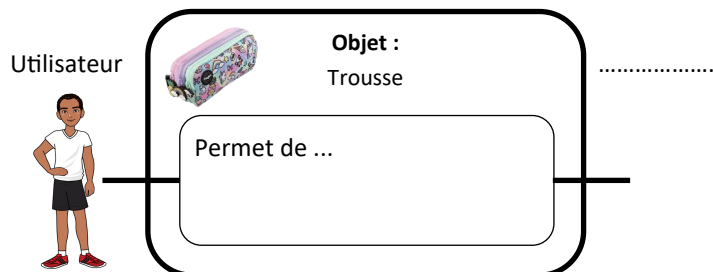 Utilisateur
Objet :
Trousse
....................
Permet de ...